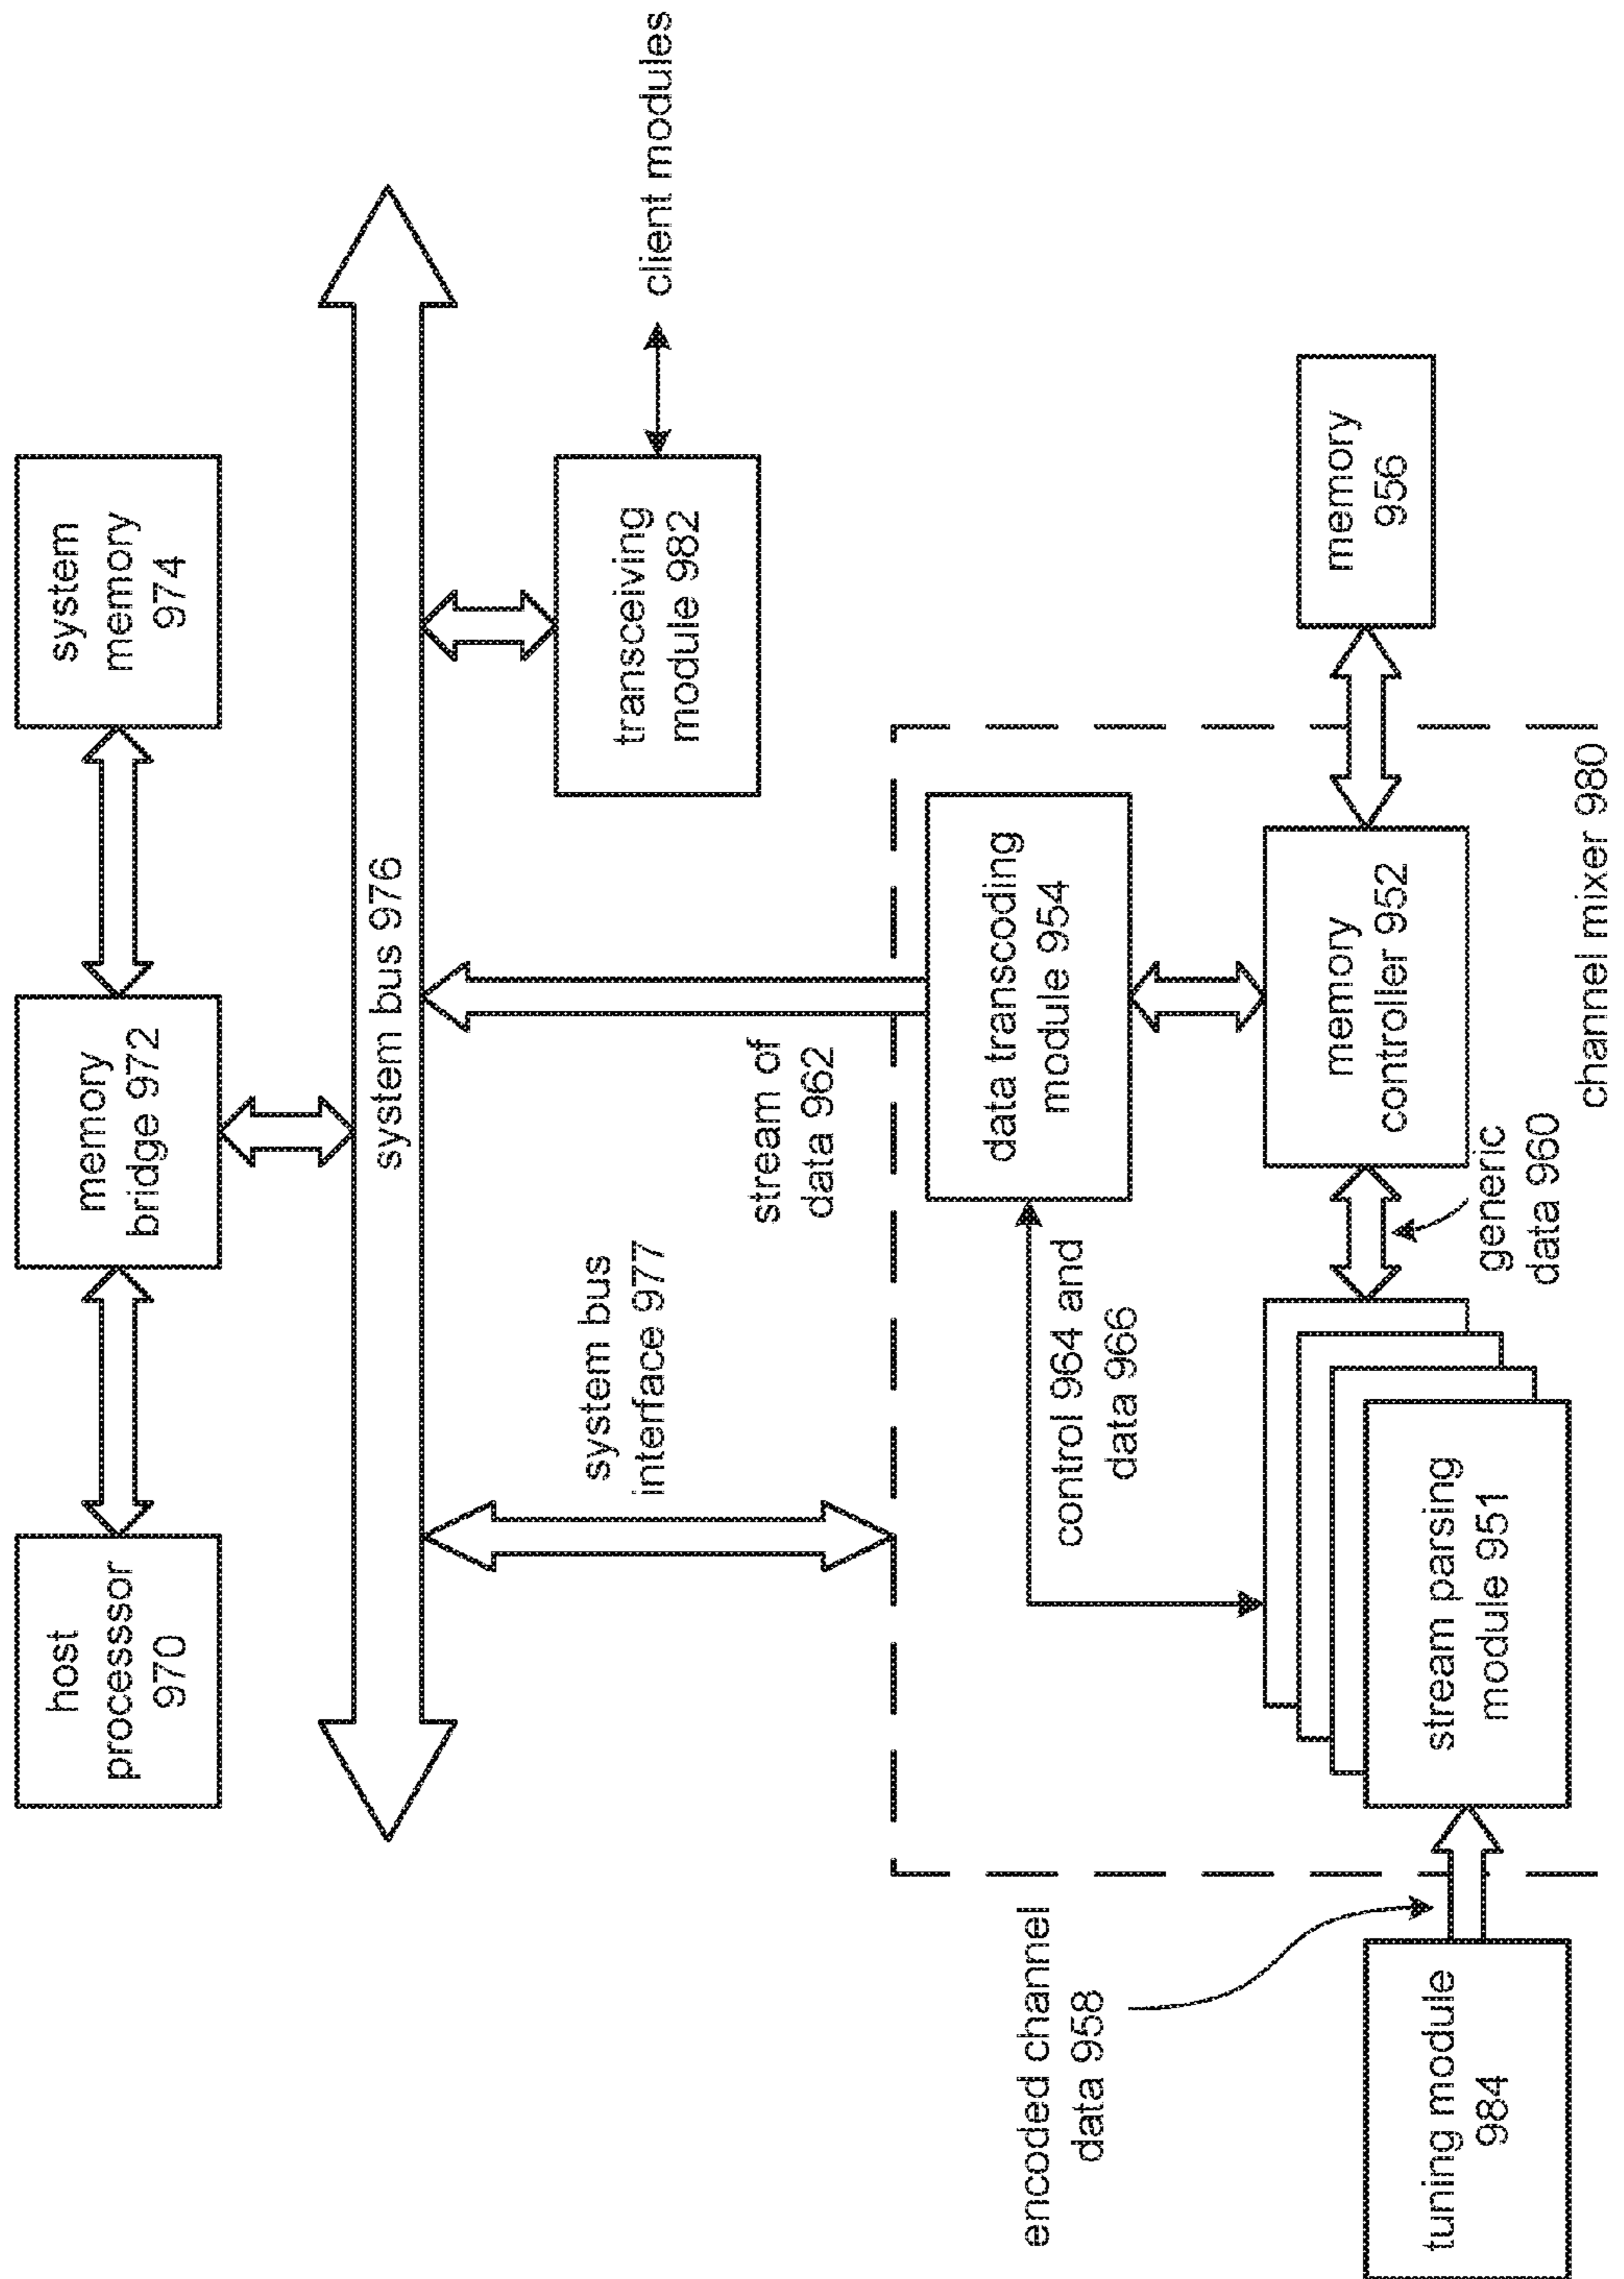 host
processor
970
memory
bridge 972
system
memory
974
system bus 976
system bus
interface 977
stream of
data 962
transceiving
module 982
client modules
encoded channel
data 958
control 964 and
data 966
data transcoding
module 954
tuning module
984
stream parsing
module 951
generic
data 960
memory
controller 952
memory
956
channel mixer 980